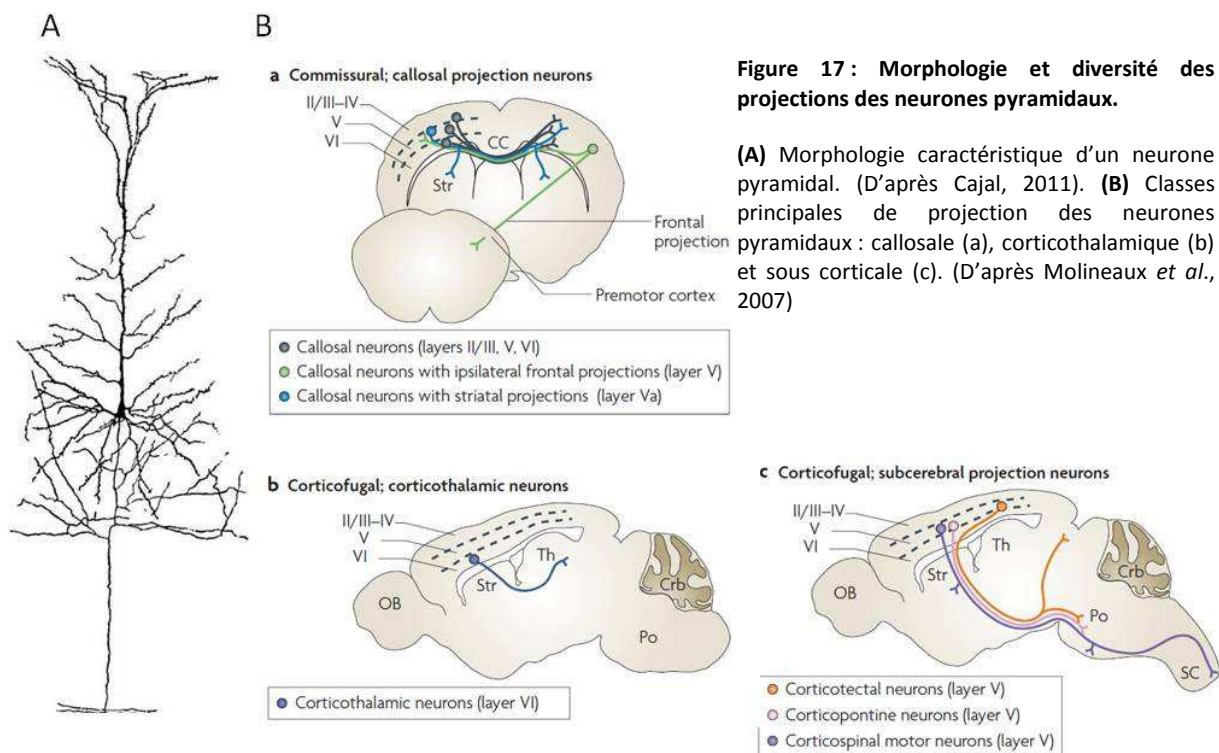 A
B
a Commissural; callosal projection neurons
II/III–IV
V
VI
CC
Str
Frontal
projection
Premotor cortex
Callosal neurons (layers II/III, V, VI)
Callosal neurons with ipsilateral frontal projections (layer V)
Callosal neurons with striatal projections (layer Va)
Figure 17 : Morphologie et diversité des
projections des neurones pyramidaux.
(A) Morphologie caractéristique d’un neurone
pyramidal. (D’après Cajal, 2011). (B) Classes
principales de projection des neurones
pyramidaux : callosale (a), corticothalamique (b)
et sous corticale (c). (D’après Molineaux et al.,
2007)
b Corticofugal; corticothalamic neurons
II/III–IV
V
VI
Th
Str
Crb
OB
Po
Corticothalamic neurons (layer VI)
c Corticofugal; subcerebral projection neurons
II/III–IV
V
VI
Th
Str
Crb
OB
Po
SC
Corticotectal neurons (layer V)
Corticopontine neurons (layer V)
Corticospinal motor neurons (layer V)